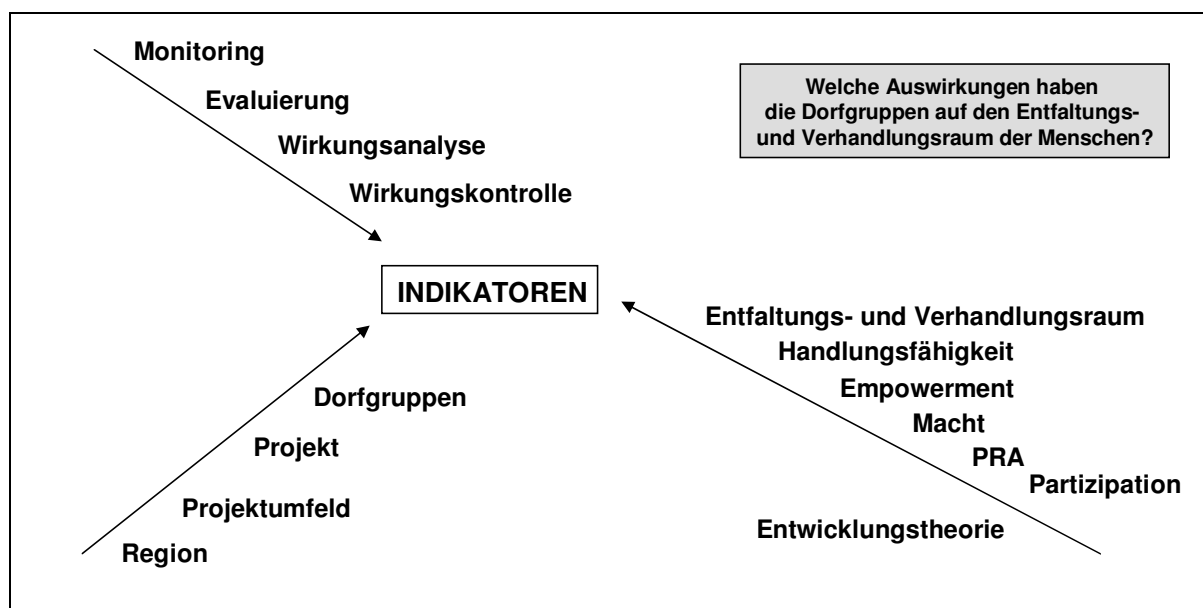 Monitoring
Evaluierung
Wirkungsanalyse
Wirkungskontrolle
Welche Auswirkungen haben
die Dorfgruppen auf den Entfaltungs-
und Verhandlungsraum der Menschen?
INDIKATOREN
Entfaltungs- und Verhandlungsraum
Handlungsfähigkeit
Empowerment
Macht
PRA
Partizipation
Entwicklungstheorie
Dorfgruppen
Projekt
Projektumfeld
Region